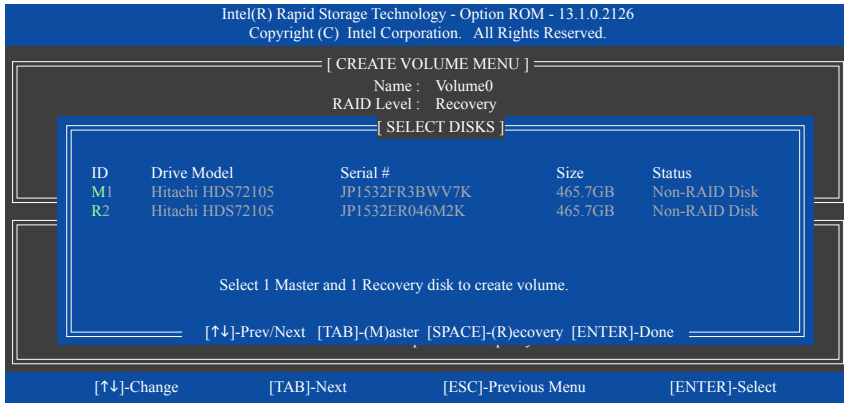 Intel(R) Rapid Storage Technology - Option ROM - 13.1.0.2126
Copyright (C) Intel Corporation. All Rights Reserved.
[ CREATE VOLUME MENU ]
Name : Volume0
RAID Level : Recovery
[ SELECT DISKS ]
ID Drive Model Serial # Size Status
M1 Hitachi HDS72105 JP1532FR3BWV7K 465.7GB Non-RAID Disk
R2 Hitachi HDS72105 JP1532ER046M2K 465.7GB Non-RAID Disk
Select 1 Master and 1 Recovery disk to create volume.
[↑↓]-Prev/Next [TAB]-(M)aster [SPACE]-(R)ecovery [ENTER]-Done
[↑↓]-Change [TAB]-Next [ESC]-Previous Menu [ENTER]-Select